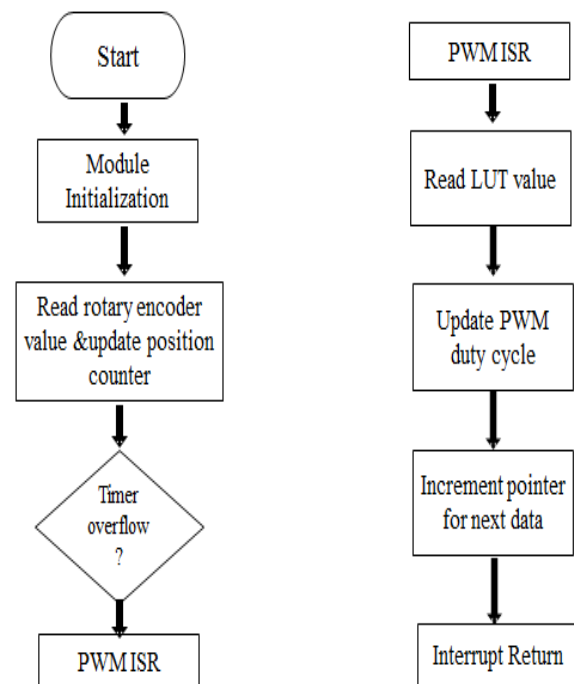 Start
Module
Initialization
Read rotary encoder
value &update position
counter
Timer
overflow
?
PWM ISR
PWM ISR
Read LUT value
Update PWM
duty cycle
Increment pointer
for next data
Interrupt Return